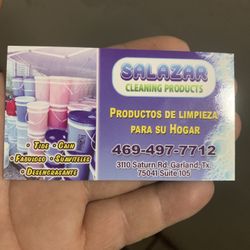 SALAZAR
CLEANING PRODUCTS
PRODUCTOS DE LIMPIEZA
PARA SU HOGAR
• TIDE • GAIN
• FABULOSO • SUAVITELES
• DESENGRASANTE
469-497-7712
3110 Saturn Rd. Garland, Tx.
75041 Suite 105